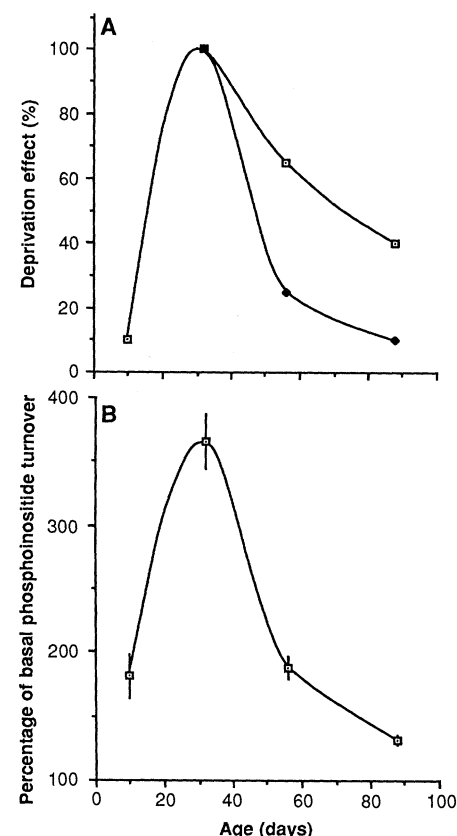 A
Deprivation effect (%)
100
80
60
40
20
0
B
Percentage of basal phosphoinositide turnover
400
300
200
100
0 20 40 60 80 100
Age (days)